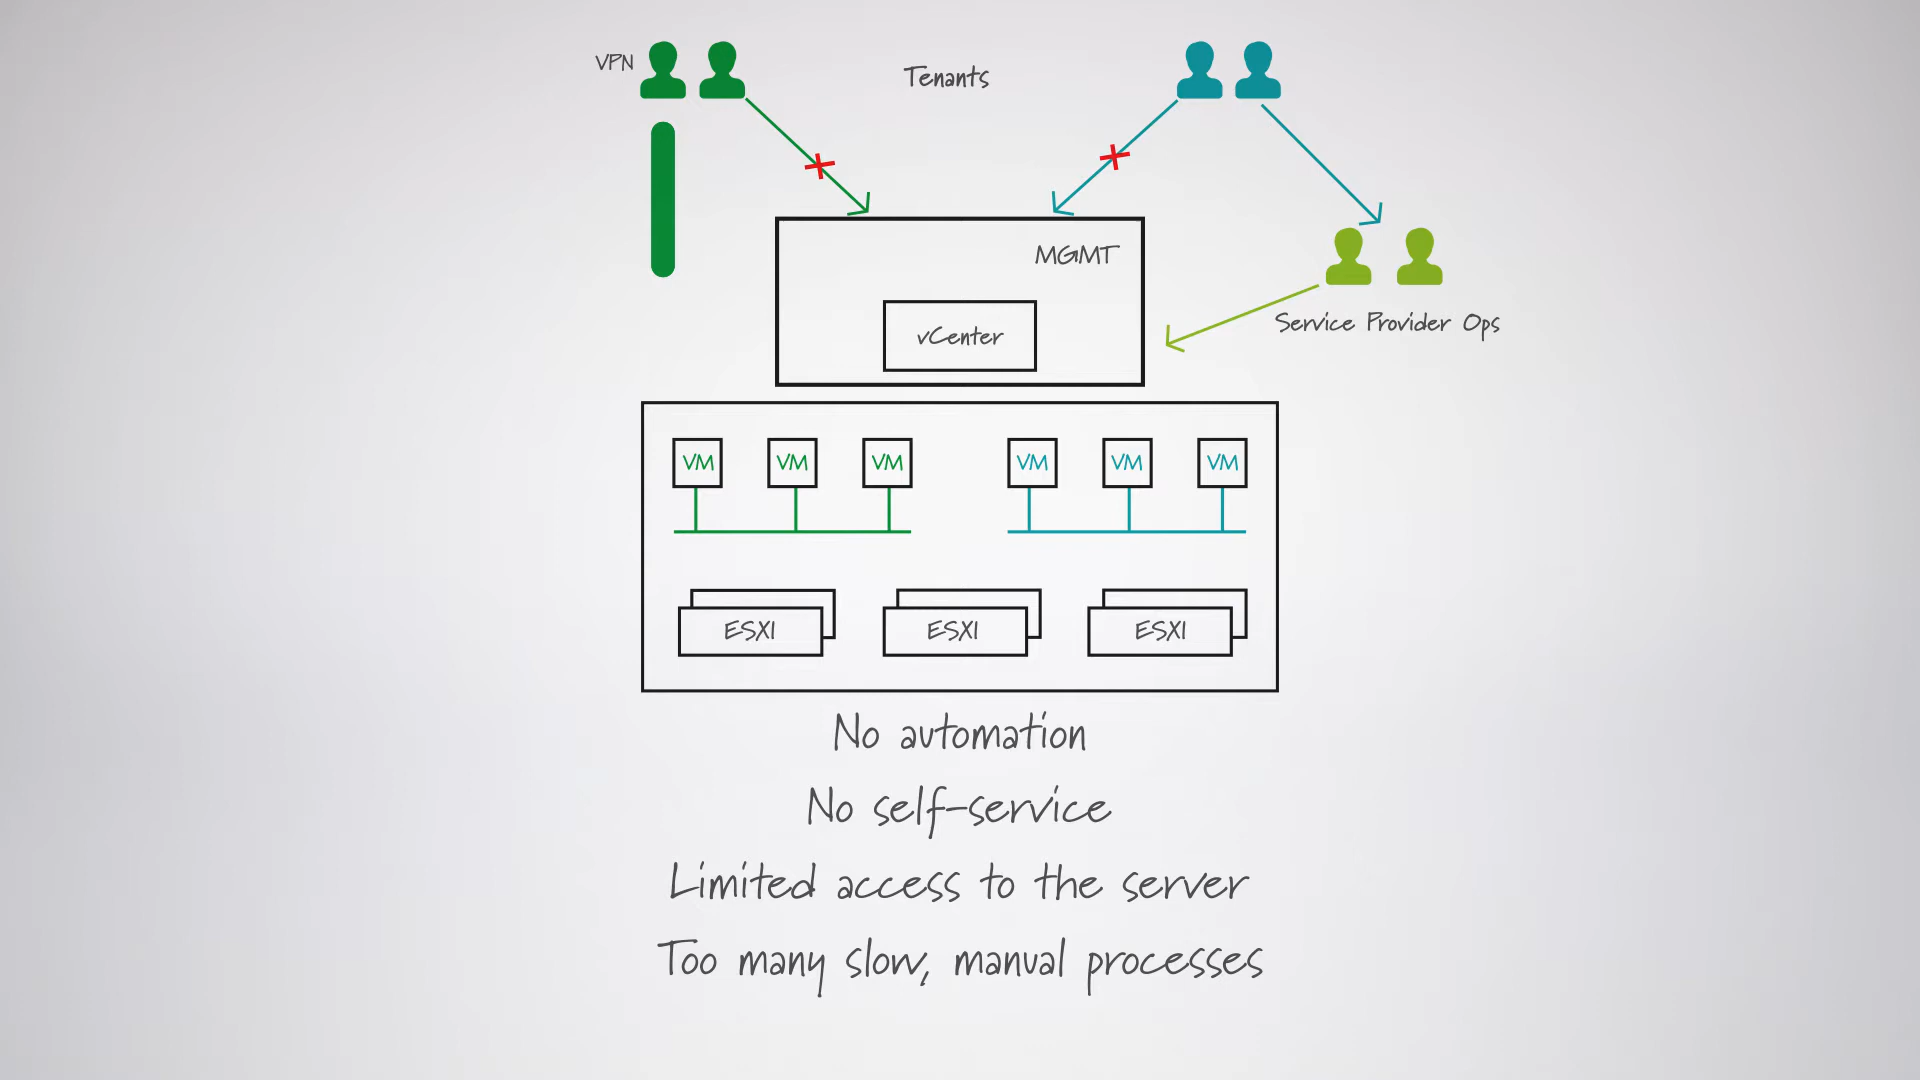 VPN
Tenants
MGMT
vCenter
Service Provider Ops
VM VM VM VM VM VM
ESXI ESXI ESXI
No automation
No self-service
Limited access to the server
Too many slow, manual processes